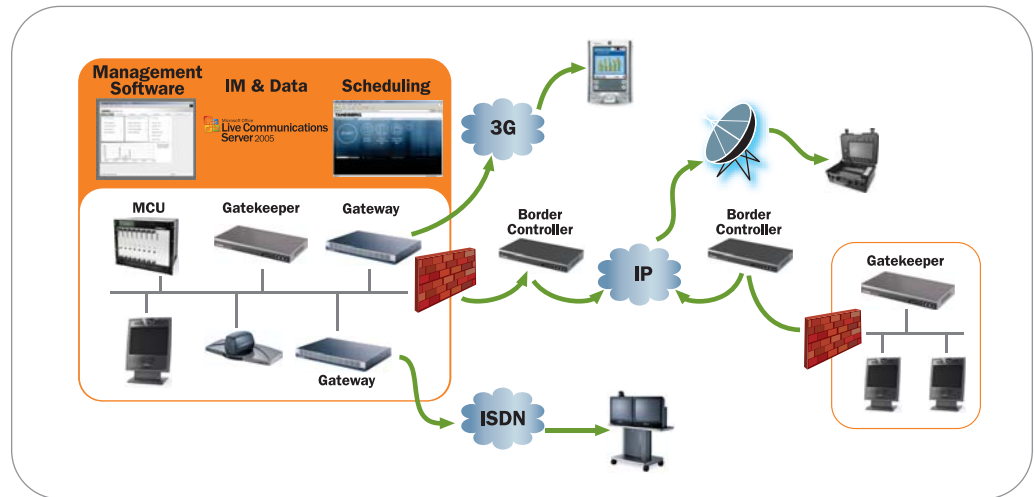 Management
Software
IM & Data
Scheduling
Microsoft Office
Live Communications
Server 2005
TANDBERG
3G
MCU
Gatekeeper
Gateway
Border
Controller
IP
Border
Controller
Gatekeeper
Gateway
ISDN